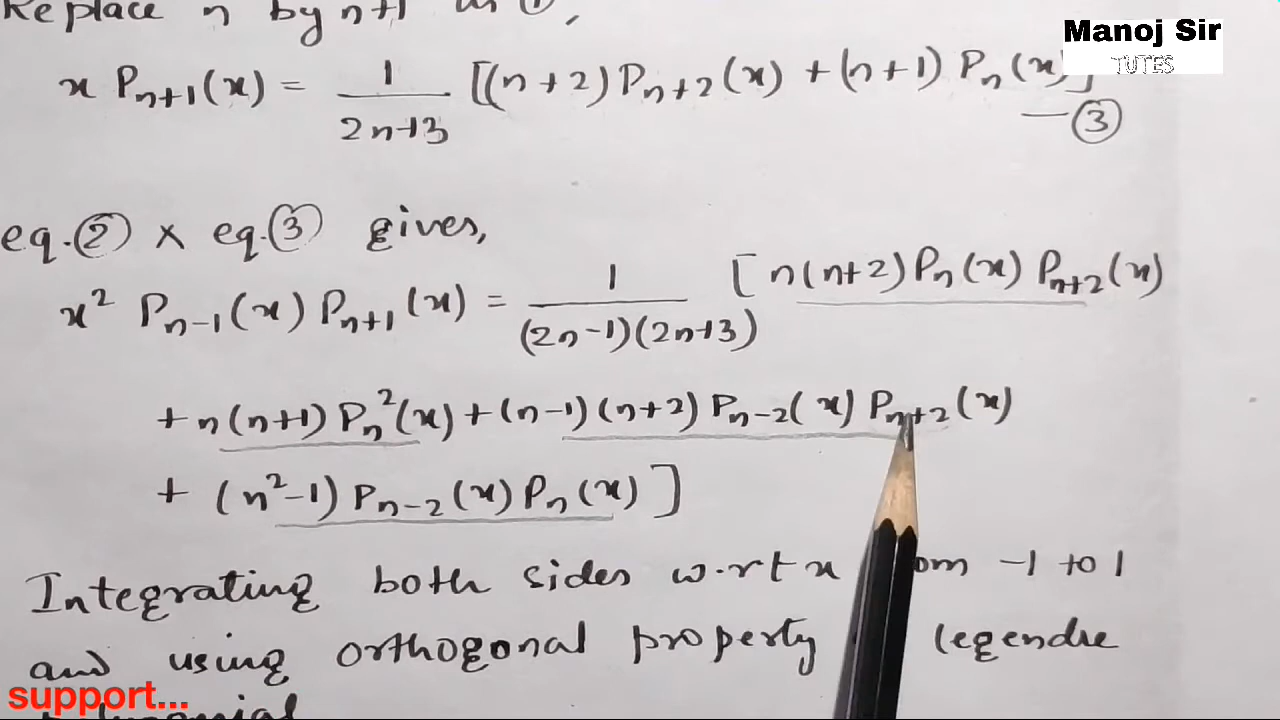 Replace n by n+1 in ①,
Manoj Sir
TUTES
x P_{n+1}(x) = \frac{1}{2n+3} [(n+2) P_{n+2}(x) + (n+1) P_n(x)]
— ③
eq.② × eq.③ gives,
x² P_{n-1}(x) P_{n+1}(x) = \frac{1}{(2n-1)(2n+3)} [ n(n+2) P_n(x) P_{n+2}(x)
+ n(n+1) P_n²(x) + (n-1)(n+2) P_{n-2}(x) P_{n+2}(x)
+ (n²-1) P_{n-2}(x) P_n(x) ]
Integrating both sides w.r.t x om -1 to 1
and using orthogonal property legendre
support...